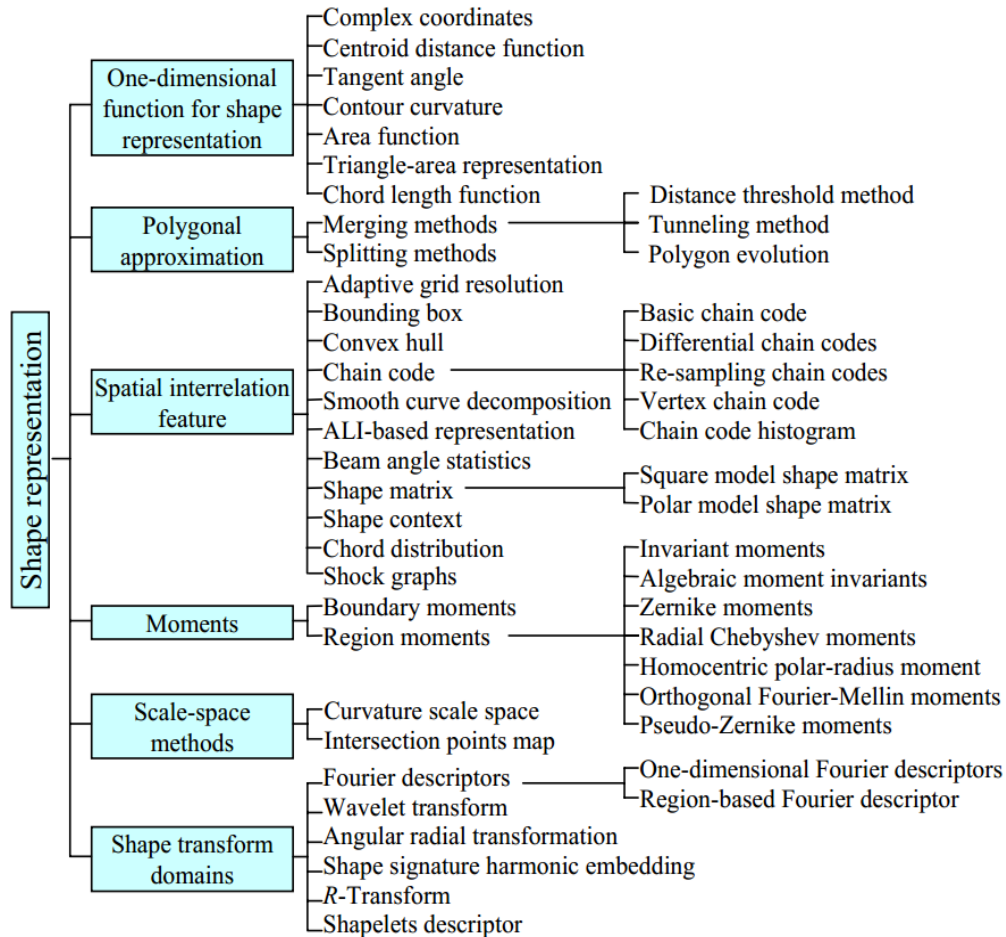 Shape representation
One-dimensional
function for shape
representation
Complex coordinates
Centroid distance function
Tangent angle
Contour curvature
Area function
Triangle-area representation
Chord length function
Polygonal
approximation
Merging methods
Splitting methods
Distance threshold method
Tunneling method
Polygon evolution
Spatial interrelation
feature
Adaptive grid resolution
Bounding box
Convex hull
Chain code
Smooth curve decomposition
ALI-based representation
Beam angle statistics
Shape matrix
Shape context
Chord distribution
Shock graphs
Basic chain code
Differential chain codes
Re-sampling chain codes
Vertex chain code
Chain code histogram
Square model shape matrix
Polar model shape matrix
Moments
Boundary moments
Region moments
Invariant moments
Algebraic moment invariants
Zernike moments
Radial Chebyshev moments
Homocentric polar-radius moment
Orthogonal Fourier-Mellin moments
Pseudo-Zernike moments
Scale-space
methods
Curvature scale space
Intersection points map
Shape transform
domains
Fourier descriptors
Wavelet transform
Angular radial transformation
Shape signature harmonic embedding
R-Transform
Shapelets descriptor
One-dimensional Fourier descriptors
Region-based Fourier descriptor